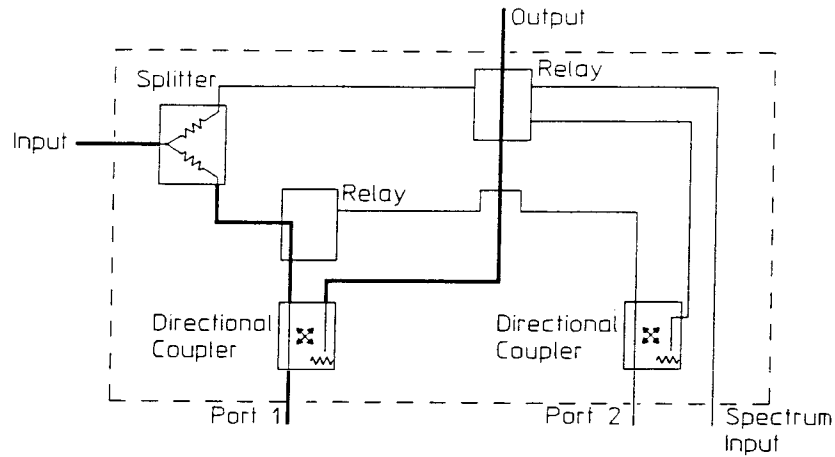 Output
Splitter
Relay
Input
Relay
Directional
Coupler
Directional
Coupler
Port 1
Port 2
Spectrum
Input